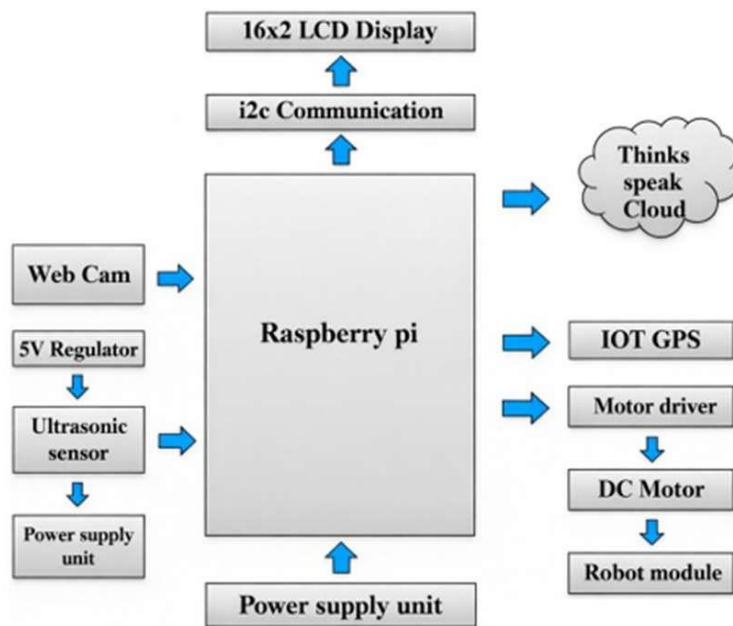 16x2 LCD Display
i2c Communication
Thinks
speak
Cloud
Web Cam
Raspberry pi
5V Regulator
IOT GPS
Ultrasonic
sensor
Motor driver
DC Motor
Power supply
unit
Robot module
Power supply unit